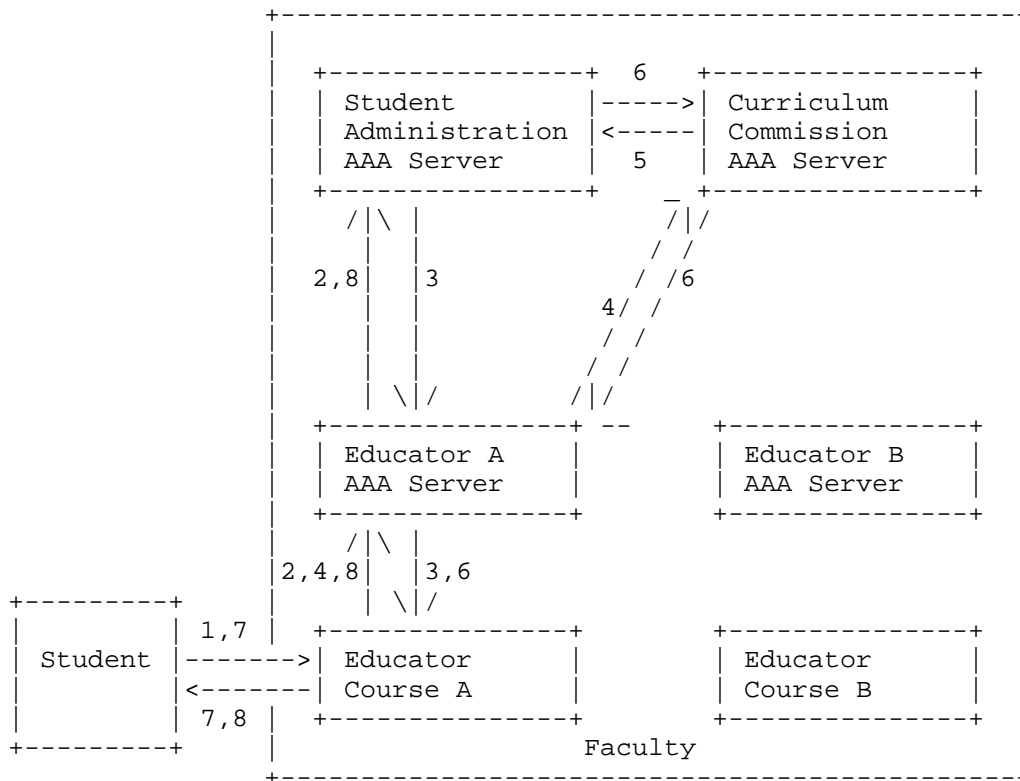 6
Student Curriculum
Administration Commission
AAA Server 5 AAA Server
2,8 3 6
4
Educator A Educator B
AAA Server AAA Server
2,4,8 3,6
1,7
Student Educator Educator
Course A Course B
7,8
Faculty